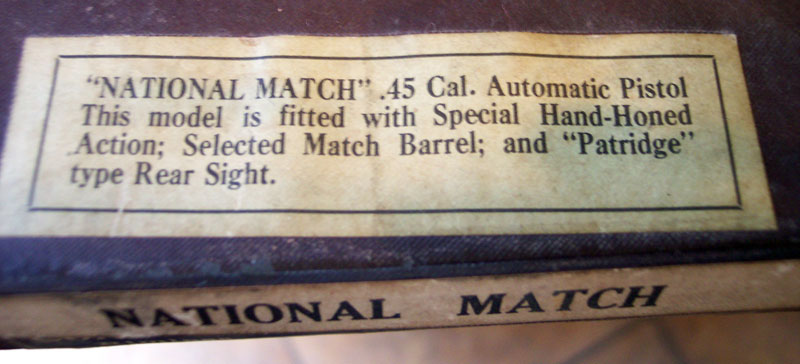 "NATIONAL MATCH" .45 Cal. Automatic Pistol
This model is fitted with Special Hand-Honed
Action; Selected Match Barrel; and "Patridge"
type Rear Sight.
NATIONAL MATCH